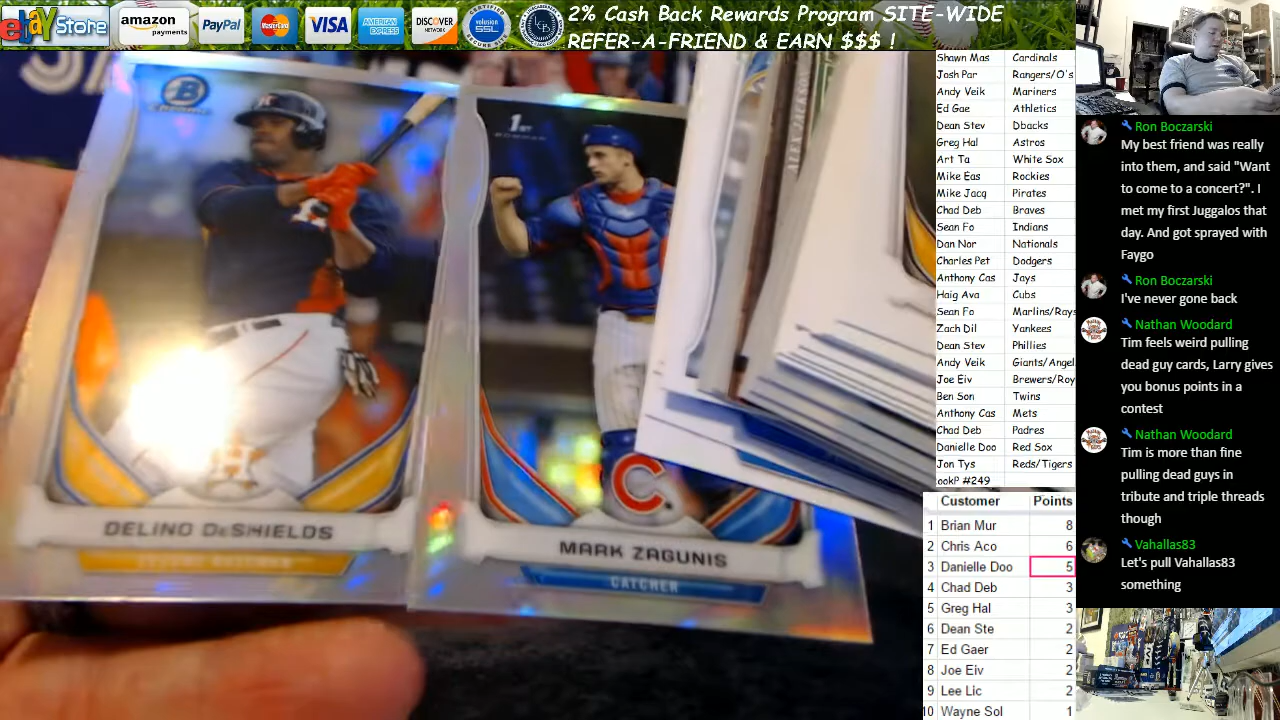 ebay Store
amazon payments
PayPal
MasterCard
VISA
AMERICAN EXPRESS
DISCOVER NETWORK
volusion SSL
2% Cash Back Rewards Program SITE-WIDE
REFER-A-FRIEND & EARN $$$ !
CHROME
1ST
ALEX JACKSON
DELINO DeSHIELDS
MARK ZAGUNIS
CATCHER
C
Shawn Mas Cardinals
Josh Par Rangers/O's
Andy Veik Mariners
Ed Gae Athletics
Dean Stev Dbacks
Greg Hal Astros
Art Ta White Sox
Mike Eas Rockies
Mike Jacq Pirates
Chad Deb Braves
Sean Fo Indians
Dan Nor Nationals
Charles Pet Dodgers
Anthony Cas Jays
Haig Ava Cubs
Sean Fo Marlins/Rays
Zach Dil Yankees
Dean Stev Phillies
Andy Veik Giants/Angel
Joe Eiv Brewers/Roy
Ben Son Twins
Anthony Cas Mets
Chad Deb Padres
Danielle Doo Red Sox
Jon Tys Reds/Tigers
ookP #249
Customer Points
1 Brian Mur 8
2 Chris Aco 6
3 Danielle Doo 5
4 Chad Deb 3
5 Greg Hal 3
6 Dean Ste 2
7 Ed Gaer 2
8 Joe Eiv 2
9 Lee Lic 2
10 Wayne Sol 1
Ron Boczarski
My best friend was really
into them, and said "Want
to come to a concert?". I
met my first Juggalos that
day. And got sprayed with
Faygo
Ron Boczarski
I've never gone back
Nathan Woodard
Tim feels weird pulling
dead guy cards, Larry gives
you bonus points in a
contest
Nathan Woodard
Tim is more than fine
pulling dead guys in
tribute and triple threads
though
Vahallas83
Let's pull Vahallas83
something